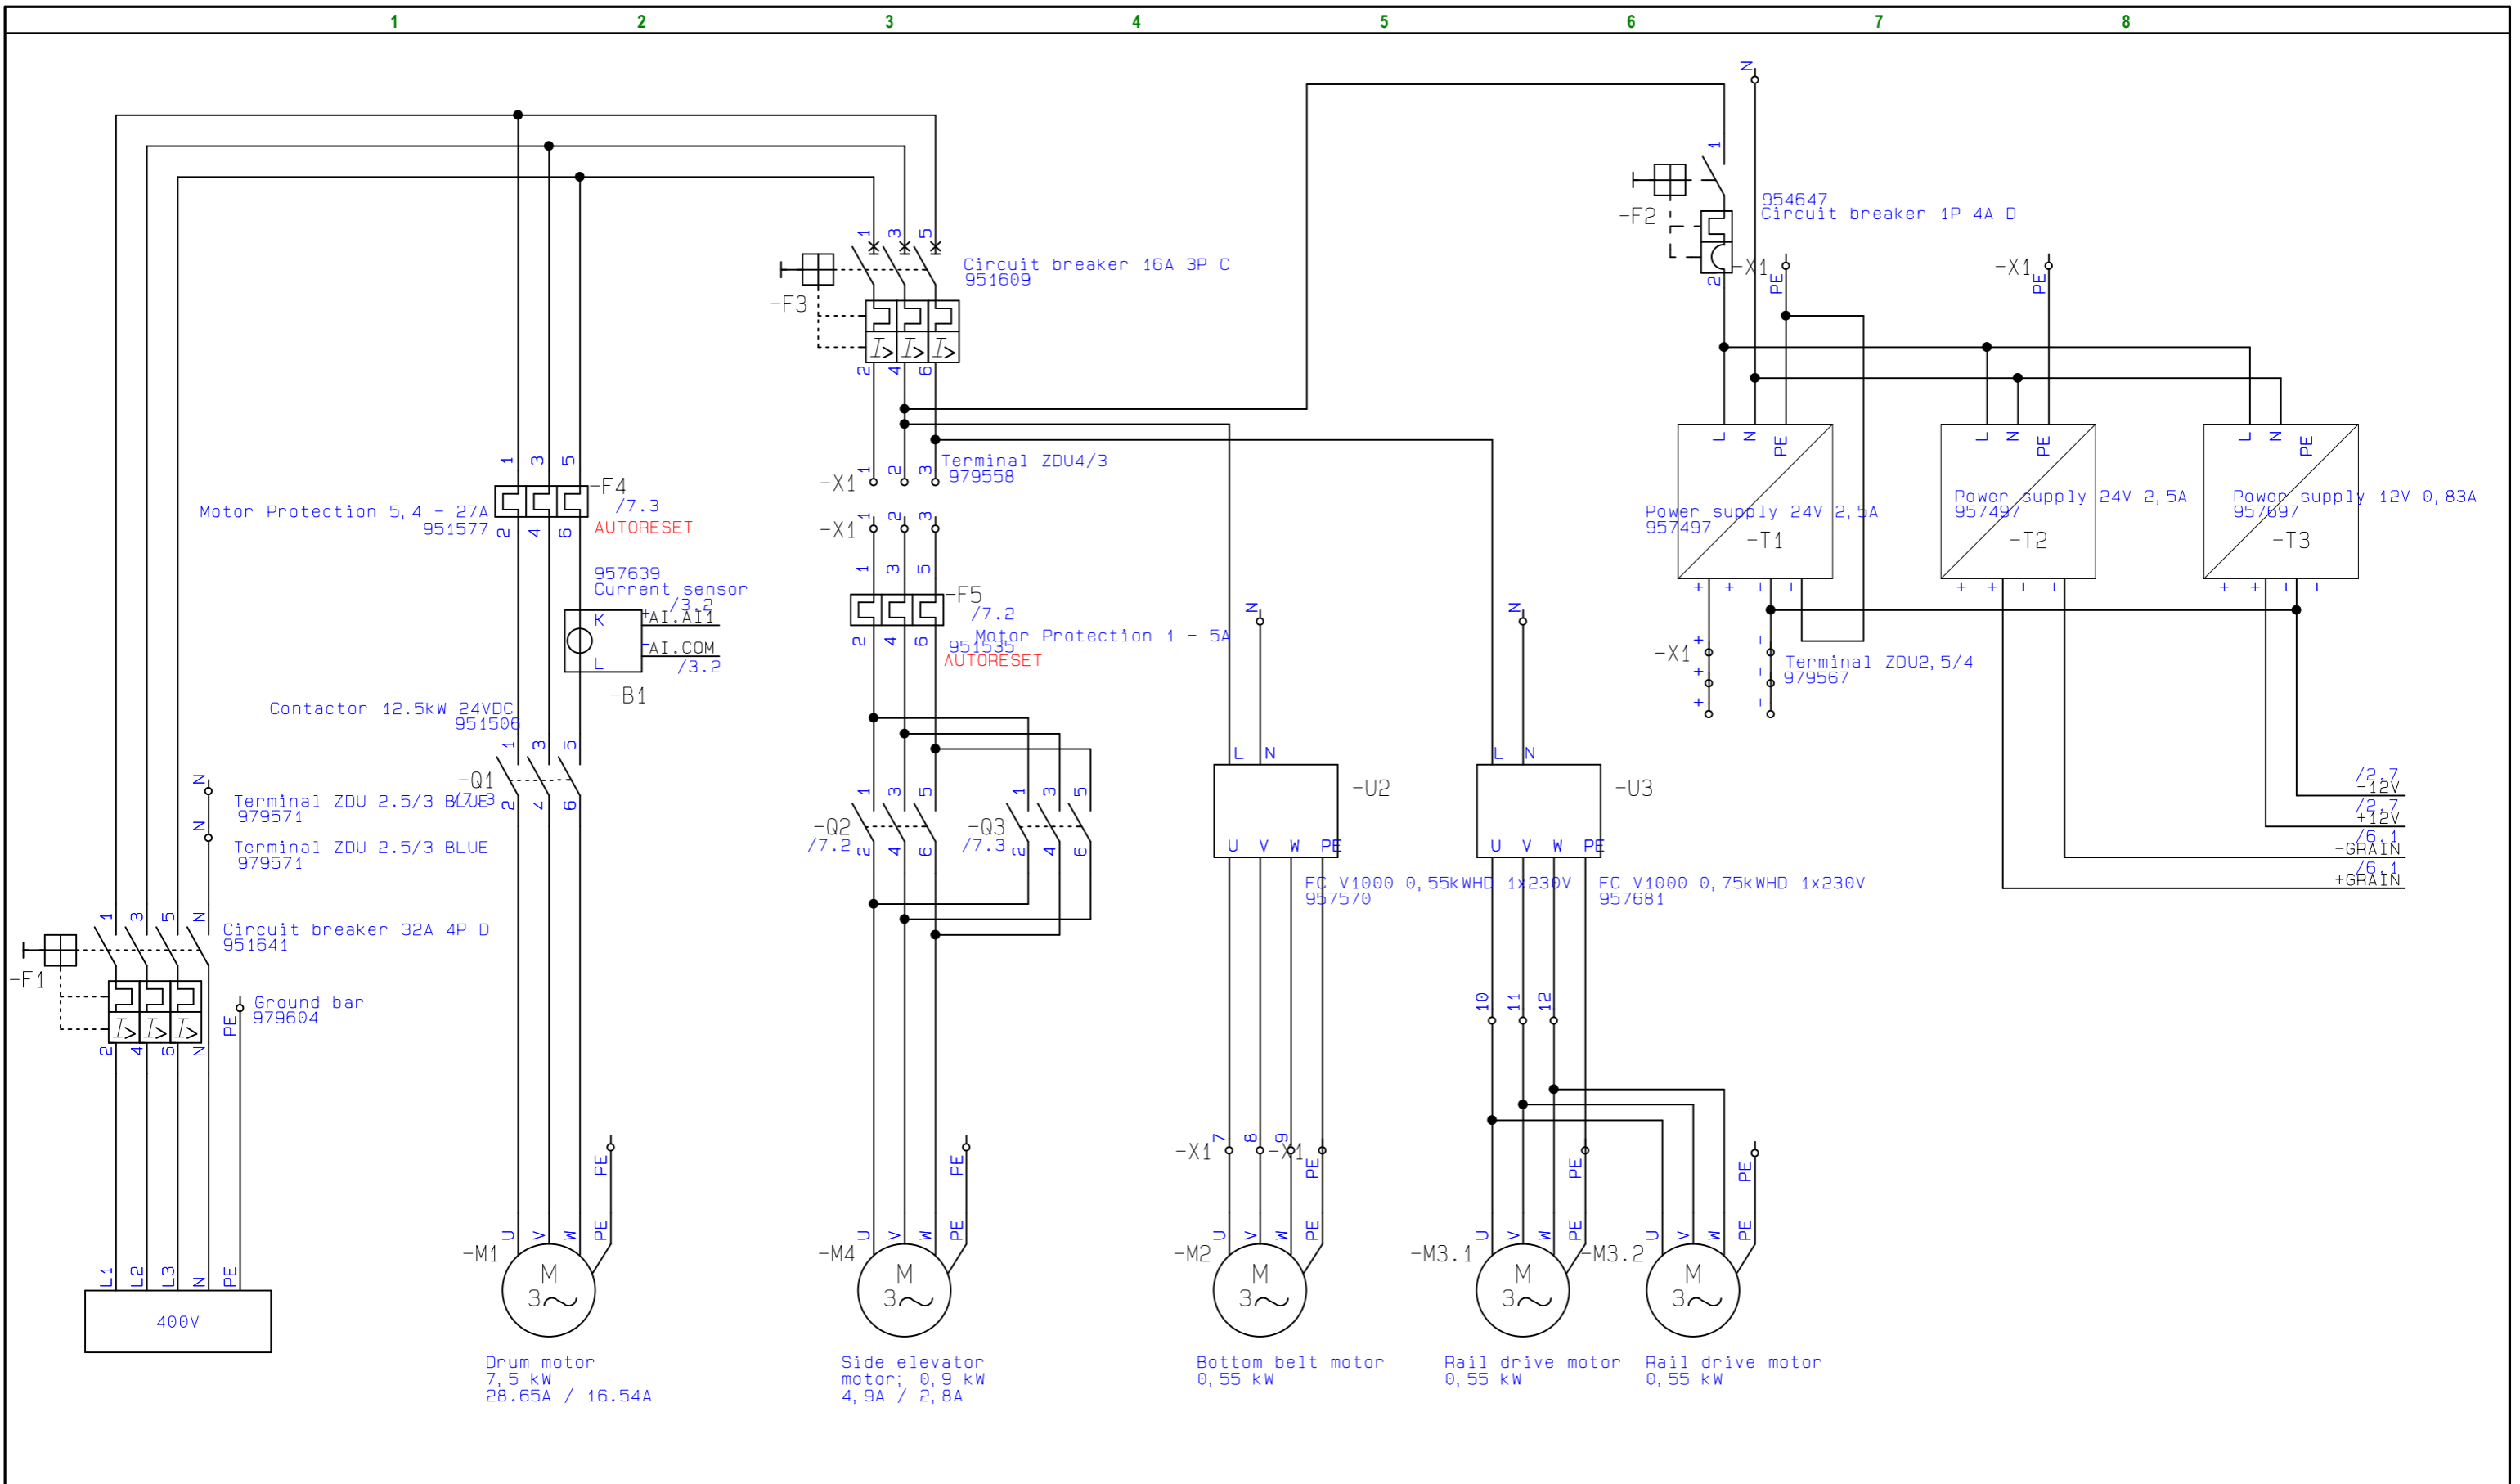 1 2 3 4 5 6 7 8
N
1
-F2
954647
Circuit breaker 1P 4A D
2
-X1
PE
-X1
PE
1 3 5
Circuit breaker 16A 3P C
951609
-F3
I> I> I>
2 4 6
L N PE
L N PE
L N PE
Power supply 24V 2,5A
957497
-T1
Power supply 24V 2,5A
957497
-T2
Power supply 12V 0,83A
957697
-T3
+ + - -
+ + - -
+ + - -
1 3 5
-F4
/7.3
Motor Protection 5,4 - 27A
951577
2 4 6
AUTORESET
-X1
1 2 3
Terminal ZDU4/3
979558
-X1
1 2 3
1 3 5
-F5
/7.2
Motor Protection 1 - 5A
951535
2 4 6
AUTORESET
957639
Current sensor
/3.2
K
+
AI.AI1
L
-
AI.COM
/3.2
-B1
N
N
-X1
+ -
+ -
+ -
Terminal ZDU2,5/4
979567
Contactor 12.5kW 24VDC
951506
1 3 5
-Q1
/7.3
2 4 6
N
Terminal ZDU 2.5/3 BLUE
979571
N
Terminal ZDU 2.5/3 BLUE
979571
1 3 5
-Q2
/7.2
2 4 6
1 3 5
-Q3
/7.3
2 4 6
L N
-U2
U V W PE
FC V1000 0,55kWHD 1x230V
957570
L N
-U3
U V W PE
FC V1000 0,75kWHD 1x230V
957681
/2.7
-12V
/2.7
+12V
/6.1
-GRAIN
/6.1
+GRAIN
1 3 5 N
Circuit breaker 32A 4P D
951641
-F1
I> I> I>
2 4 6 N
PE
Ground bar
979604
10 11 12
-X1
7 8 9
-X1
PE
PE
PE
PE
PE
L1 L2 L3 N PE
400V
-M1
U V W PE
M
3
-M4
U V W PE
M
3
-M2
U V W PE
M
3
-M3.1
U V W PE
M
3
-M3.2
U V W PE
M
3
Drum motor
7,5 kW
28.65A / 16.54A
Side elevator
motor; 0,9 kW
4,9A / 2,8A
Bottom belt motor
0,55 kW
Rail drive motor
0,55 kW
Rail drive motor
0,55 kW